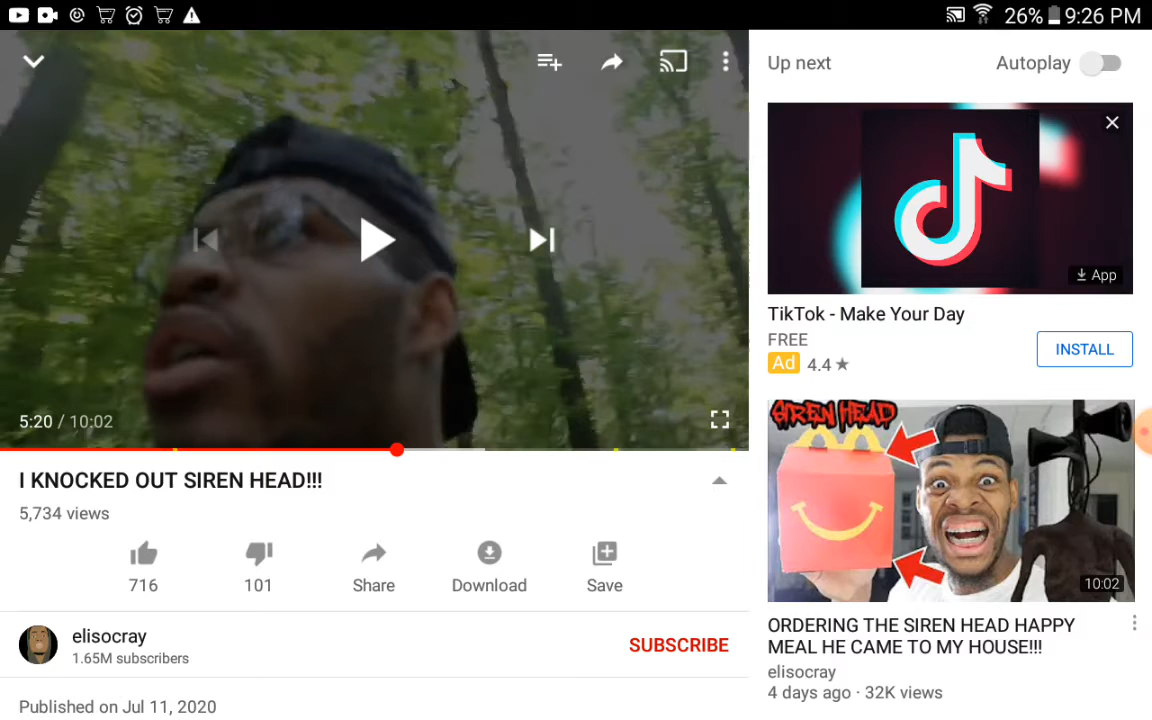 26% 9:26 PM
Up next
Autoplay
App
5:20 / 10:02
TikTok - Make Your Day
FREE
Ad 4.4 ★
INSTALL
I KNOCKED OUT SIREN HEAD!!!
5,734 views
716
101
Share
Download
Save
elisocray
1.65M subscribers
SUBSCRIBE
Published on Jul 11, 2020
SIREN HEAD
10:02
ORDERING THE SIREN HEAD HAPPY
MEAL HE CAME TO MY HOUSE!!!
elisocray
4 days ago · 32K views